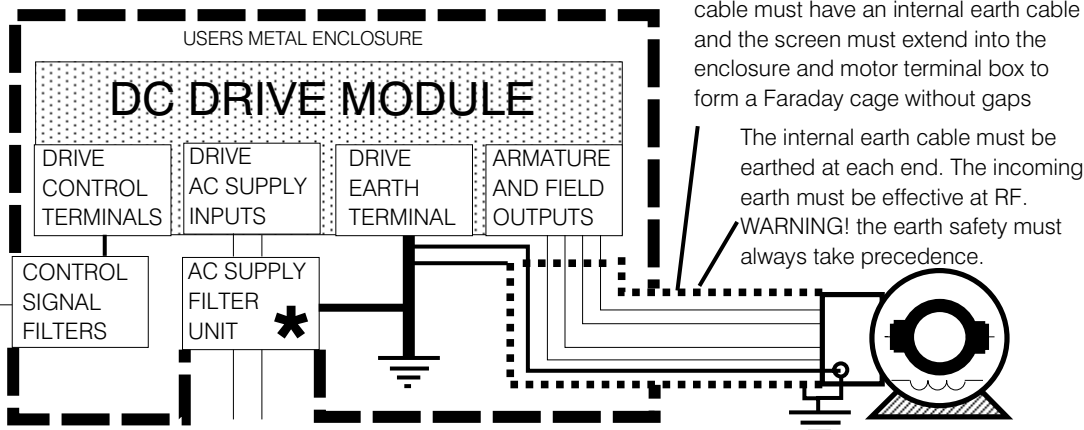 cable must have an internal earth cable
and the screen must extend into the
enclosure and motor terminal box to
form a Faraday cage without gaps
USERS METAL ENCLOSURE
DC DRIVE MODULE
The internal earth cable must be
earthed at each end. The incoming
earth must be effective at RF.
WARNING! the earth safety must
always take precedence.
DRIVE
CONTROL
TERMINALS
DRIVE
AC SUPPLY
INPUTS
DRIVE
EARTH
TERMINAL
ARMATURE
AND FIELD
OUTPUTS
CONTROL
SIGNAL
FILTERS
AC SUPPLY
FILTER
UNIT *